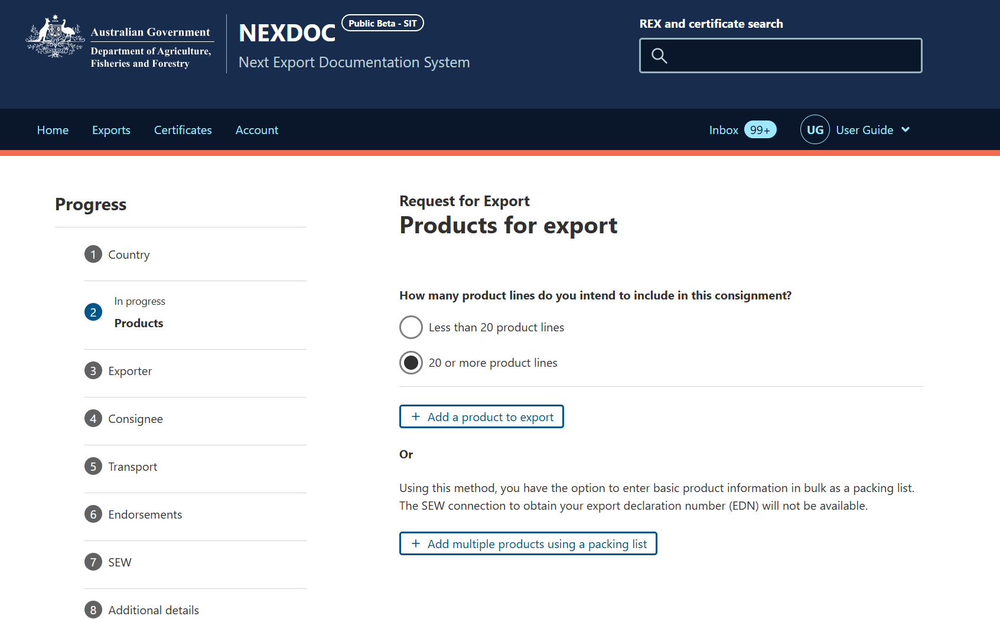 Australian Government
Department of Agriculture,
Fisheries and Forestry
NEXDOC
Public Beta - SIT
Next Export Documentation System
REX and certificate search
Home
Exports
Certificates
Account
Inbox 99+
UG User Guide
Progress
1 Country
In progress
2 Products
3 Exporter
4 Consignee
5 Transport
6 Endorsements
7 SEW
8 Additional details
Request for Export
Products for export
How many product lines do you intend to include in this consignment?
Less than 20 product lines
20 or more product lines
+ Add a product to export
Or
Using this method, you have the option to enter basic product information in bulk as a packing list.
The SEW connection to obtain your export declaration number (EDN) will not be available.
+ Add multiple products using a packing list